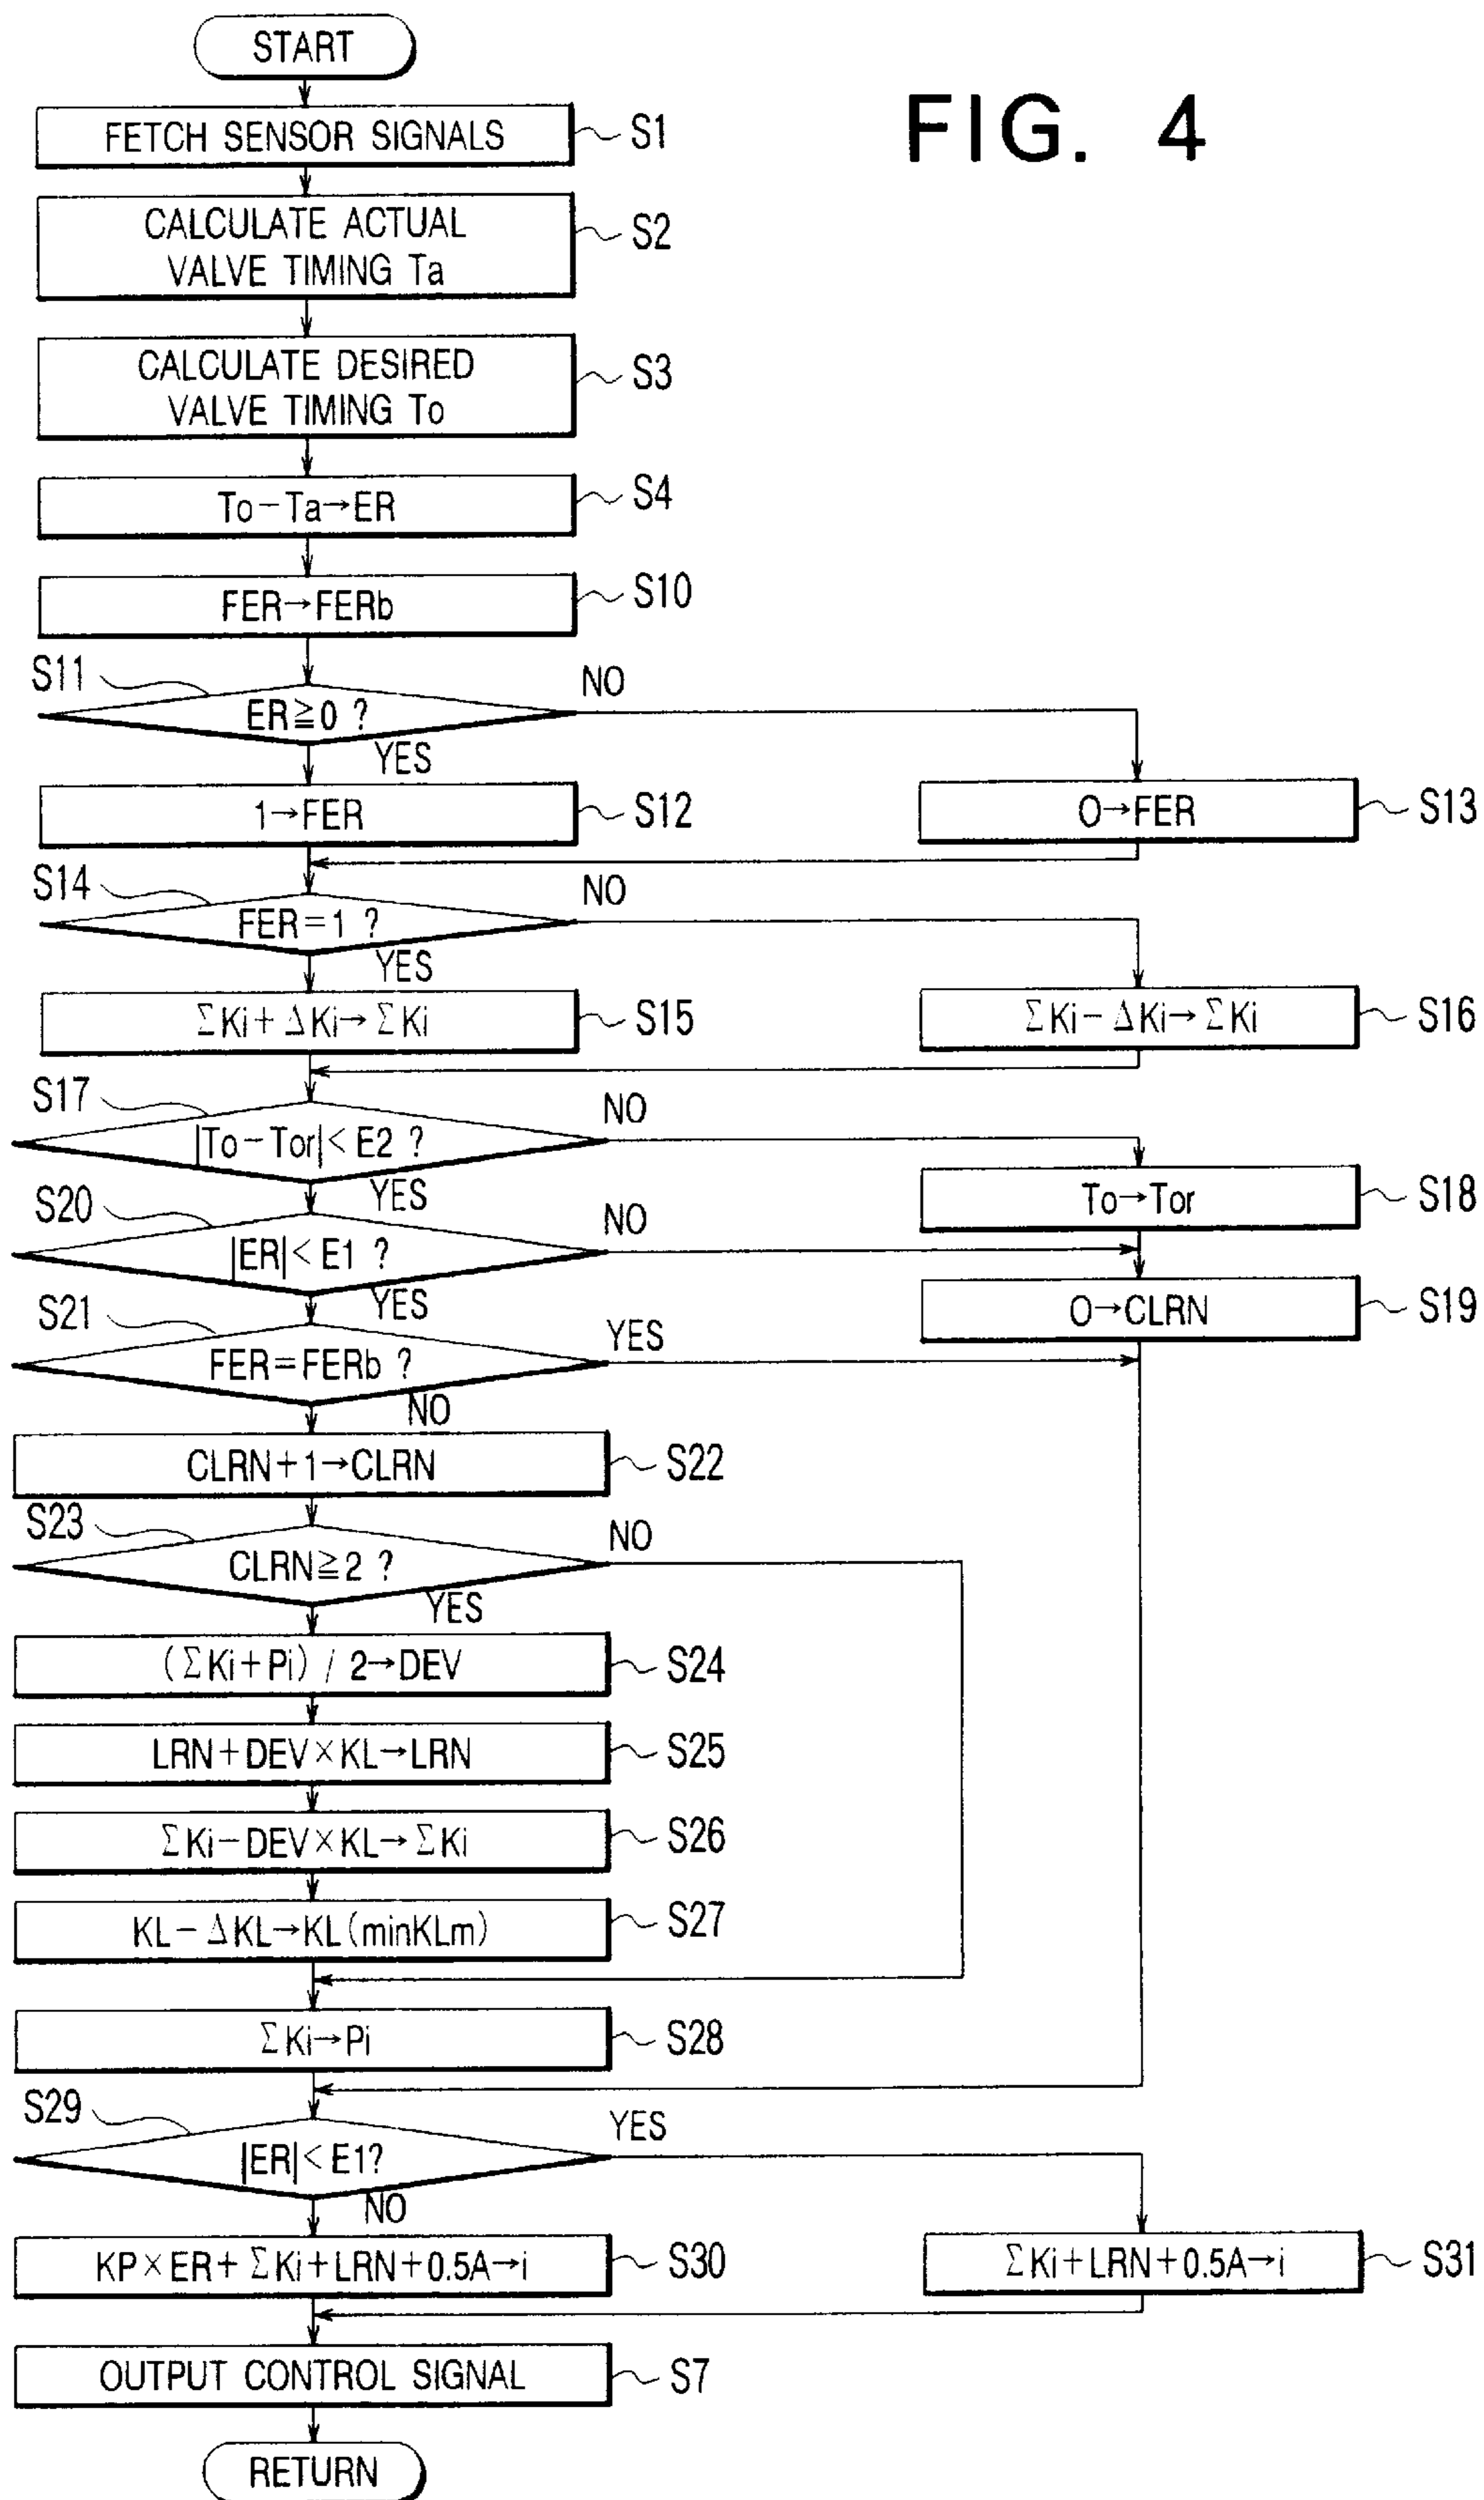 FIG. 4
START
FETCH SENSOR SIGNALS
S1
CALCULATE ACTUAL
VALVE TIMING Ta
S2
CALCULATE DESIRED
VALVE TIMING To
S3
To-Ta→ER
S4
FER→FERb
S10
S11
ER≧0 ?
NO
YES
1→FER
S12
0→FER
S13
S14
FER=1 ?
NO
YES
ΣKi+ΔKi→ΣKi
S15
ΣKi-ΔKi→ΣKi
S16
S17
|To-Tor|<E2 ?
NO
YES
To→Tor
S18
S20
|ER|<E1 ?
NO
YES
0→CLRN
S19
S21
FER=FERb ?
YES
NO
CLRN+1→CLRN
S22
S23
CLRN≧2 ?
NO
YES
(ΣKi+Pi) / 2→DEV
S24
LRN+DEV×KL→LRN
S25
ΣKi-DEV×KL→ΣKi
S26
KL-ΔKL→KL(minKLm)
S27
ΣKi→Pi
S28
S29
|ER|<E1?
YES
NO
KP×ER+ΣKi+LRN+0.5A→i
S30
ΣKi+LRN+0.5A→i
S31
OUTPUT CONTROL SIGNAL
S7
RETURN